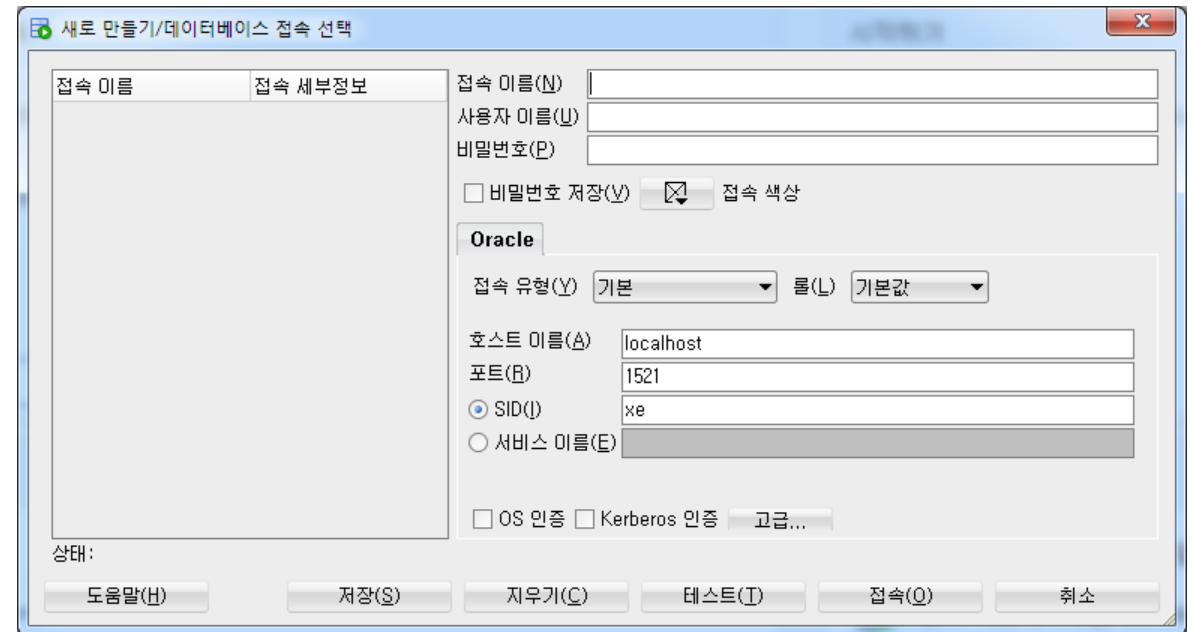 새로 만들기/데이터베이스 접속 선택
접속 이름 접속 세부정보
접속 이름(N)
사용자 이름(U)
비밀번호(P)
비밀번호 저장(V) 접속 색상
Oracle
접속 유형(Y) 기본 롤(L) 기본값
호스트 이름(A) localhost
포트(R) 1521
SID(I) xe
서비스 이름(E)
OS 인증 Kerberos 인증 고급...
상태:
도움말(H) 저장(S) 지우기(C) 테스트(T) 접속(O) 취소